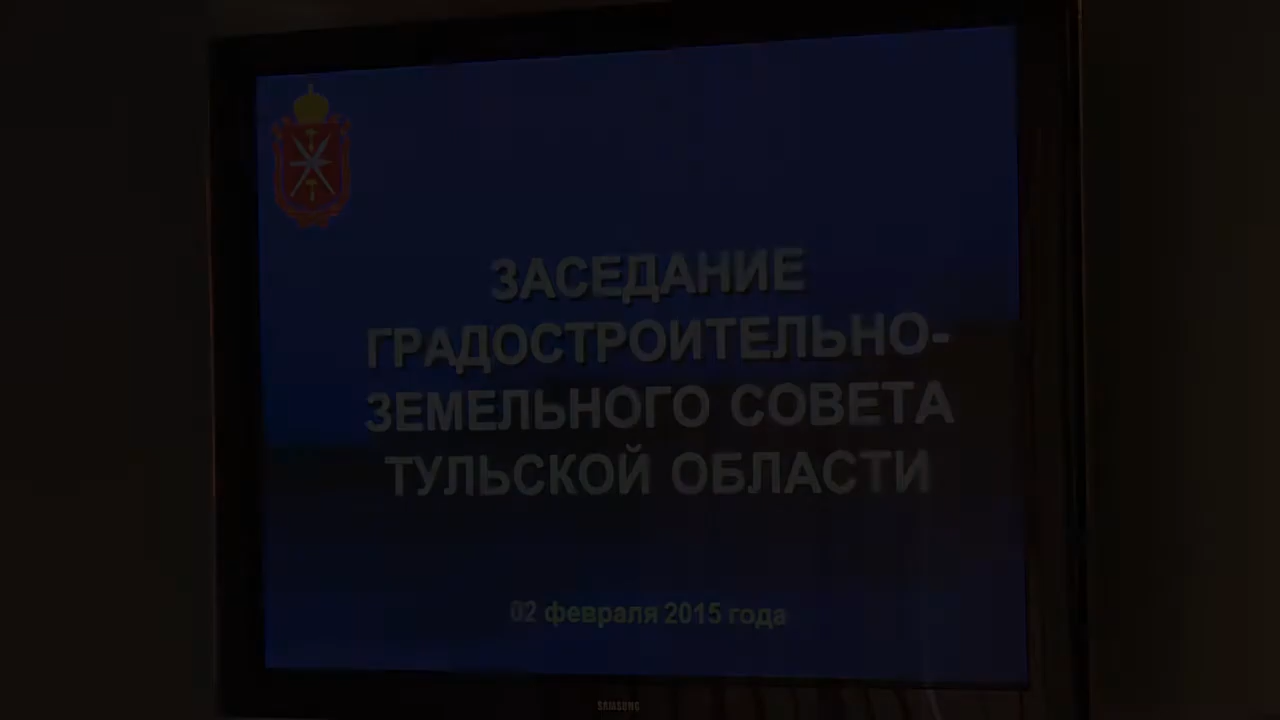 ЗАСЕДАНИЕ
ГРАДОСТРОИТЕЛЬНО-
ЗЕМЕЛЬНОГО СОВЕТА
ТУЛЬСКОЙ ОБЛАСТИ
02 февраля 2015 года
SAMSUNG